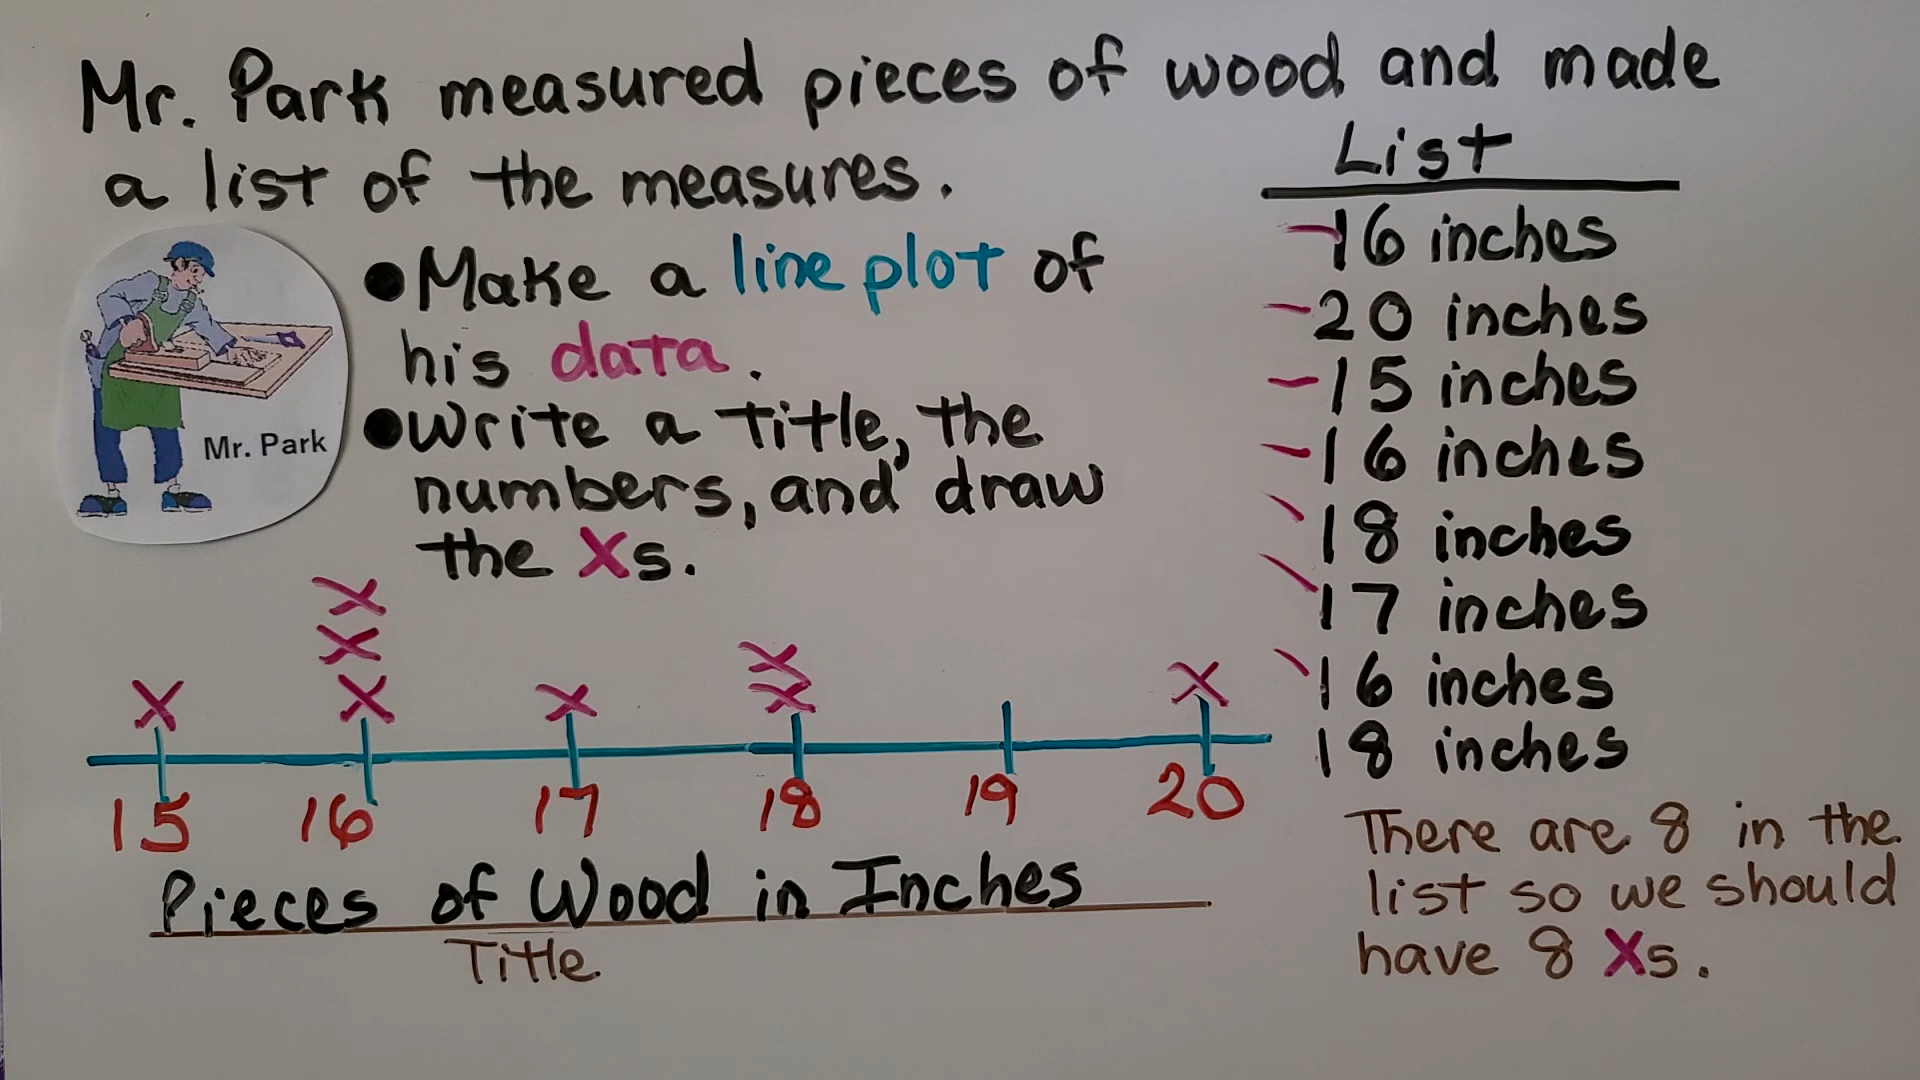 Mr. Park measured pieces of wood and made
a list of the measures.
Mr. Park
●Make a line plot of
his data.
●Write a title, the
numbers, and draw
the Xs.
List
16 inches
20 inches
15 inches
16 inches
18 inches
17 inches
16 inches
18 inches
X X X X X X X X
15 16 17 18 19 20
Pieces of Wood in Inches
Title
There are 8 in the
list so we should
have 8 Xs.